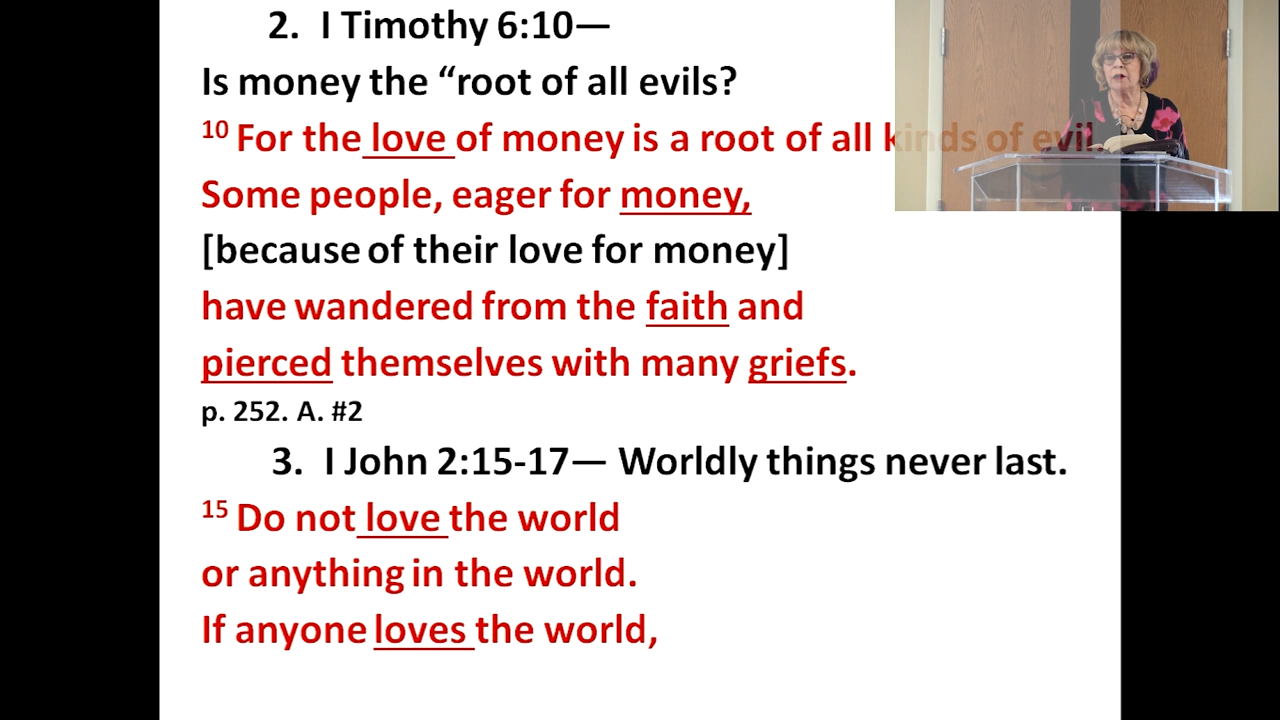 2. I Timothy 6:10—
Is money the “root of all evils?
10 For the love of money is a root of all kinds of evil.
Some people, eager for money,
[because of their love for money]
have wandered from the faith and
pierced themselves with many griefs.
p. 252. A. #2
3. I John 2:15-17— Worldly things never last.
15 Do not love the world
or anything in the world.
If anyone loves the world,